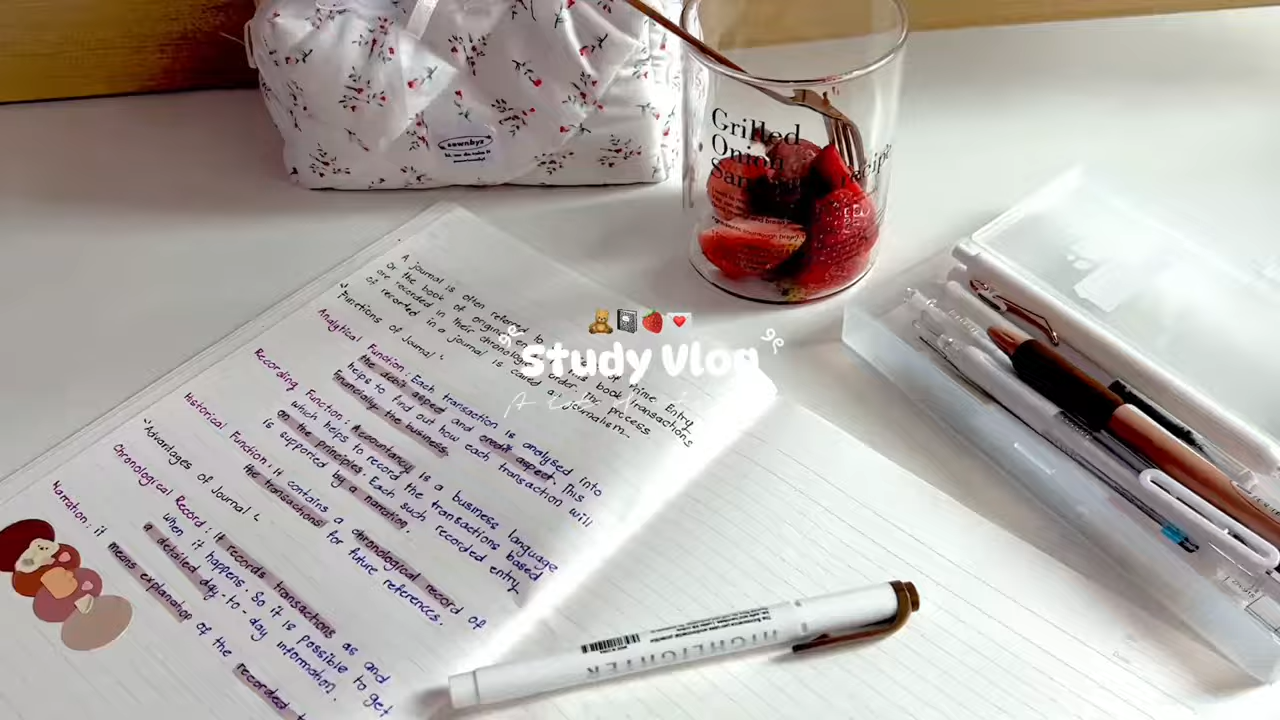 sewnbys
Grilled
Onion
recipe
A journal is often referred to
Or the book of original
prime Entry.
this book transactions
are recorded in their chronological order. the process
of recorded in a journal is called as Journalism..
Functions of Journal
Analytical Function: Each transaction is analysed into
the debit aspect and credit aspect. This
helps to find out how each transaction will
financially the business.
Recording Function: Accountancy is a business language
which helps to record the transactions based
on the principles. Each such recorded entry
is supported by a narration.
Historical Function: It contains a chronological record of
the transactions for future references.
Advantages of Journal
Chronological Record: it records transactions as and
when it happens. So it is possible to get
a detailed day-to-day information.
Narration: it means explanation of the recorded
Study Vlog
HIGHLIGHTER